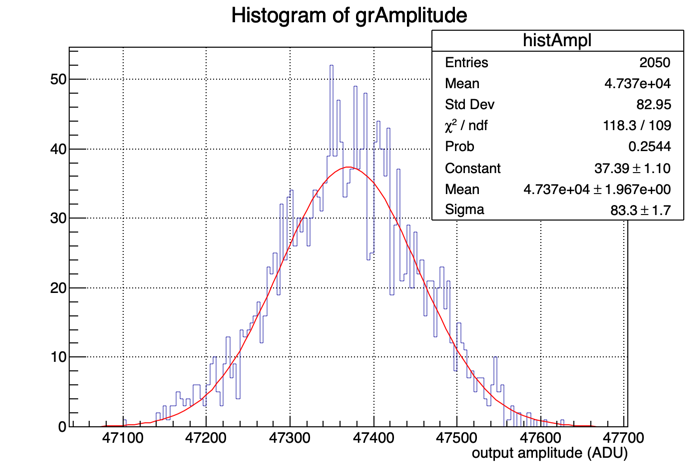 Histogram of grAmplitude
histAmpl
Entries 2050
Mean 4.737e+04
Std Dev 82.95
χ² / ndf 118.3 / 109
Prob 0.2544
Constant 37.39 ± 1.10
Mean 4.737e+04 ± 1.967e+00
Sigma 83.3 ± 1.7
50
40
30
20
10
0
47100 47200 47300 47400 47500 47600 47700
output amplitude (ADU)